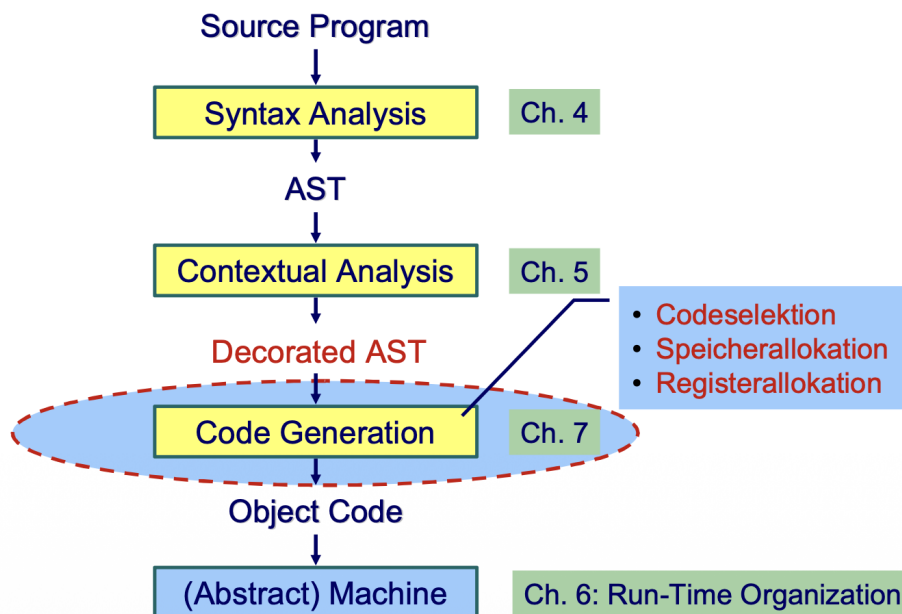 Source Program
Syntax Analysis
Ch. 4
AST
Contextual Analysis
Ch. 5
• Codeselektion
• Speicherallokation
• Registerallokation
Decorated AST
Code Generation
Ch. 7
Object Code
(Abstract) Machine
Ch. 6: Run-Time Organization